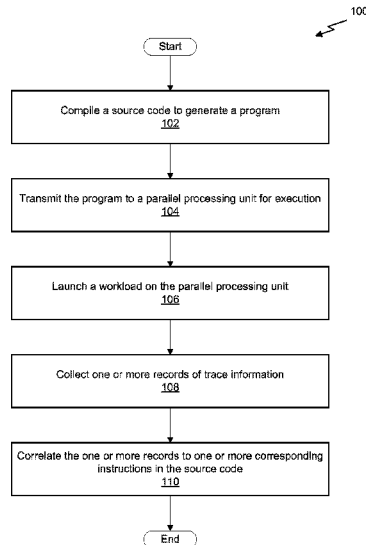 100
Start
Compile a source code to generate a program
102
Transmit the program to a parallel processing unit for execution
104
Launch a workload on the parallel processing unit
106
Collect one or more records of trace information
108
Correlate the one or more records to one or more corresponding
instructions in the source code
110
End